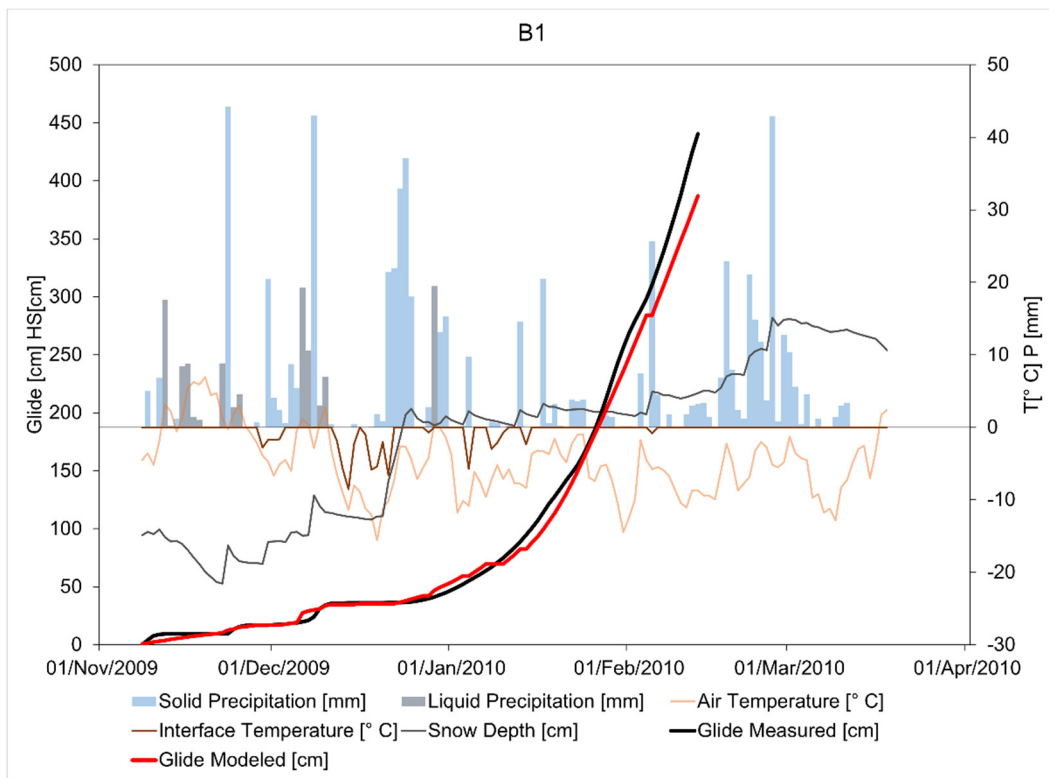 B1
Glide [cm] HS[cm]
500
450
400
350
300
250
200
150
100
50
0
50
40
30
20
10
0
-10
-20
-30
T[° C] P [mm]
01/Nov/2009 01/Dec/2009 01/Jan/2010 01/Feb/2010 01/Mar/2010 01/Apr/2010
Solid Precipitation [mm] Liquid Precipitation [mm] Air Temperature [° C]
Interface Temperature [° C] Snow Depth [cm] Glide Measured [cm]
Glide Modeled [cm]